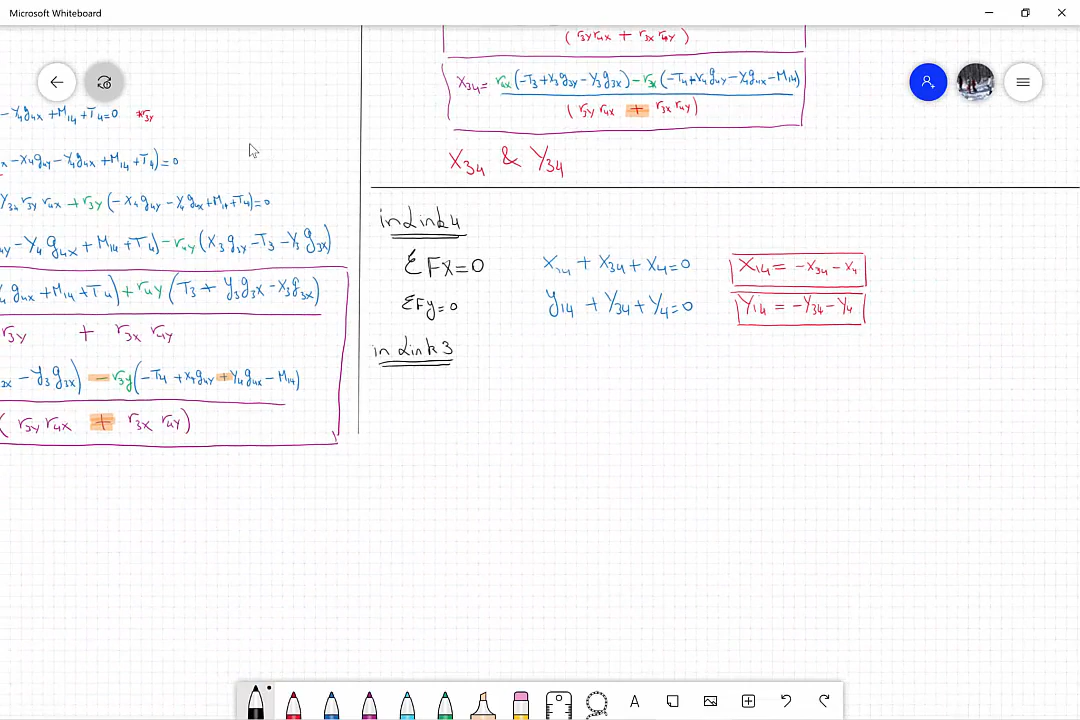 Microsoft Whiteboard
- Y₄g₄x + M₁₄ + T₄ = 0 *r₃y
x - X₄g₄y - Y₄g₄x + M₁₄ + T₄) = 0
Y₃₄ r₃y r₄x + r₃y (- X₄g₄y - Y₄g₄x + M₁₄ + T₄) = 0
4y - Y₄g₄x + M₁₄ + T₄] - r₄y (X₃g₃y - T₃ - Y₃g₃x)
4 g₄x + M₁₄ + T₄) + r₄y (T₃ + Y₃g₃x - X₃g₃y)
r₃y + r₃x r₄y
3x - Y₃g₃x) - r₃y (-T₄ + X₄g₄y + Y₄g₄x - M₁₄)
( r₃y r₄x + r₃x r₄y )
( r₃y r₄x + r₃x r₄y )
X₃₄ = r₄x (-T₃ + X₃g₃y - Y₃g₃x) - r₃x (-T₄ + X₄g₄y - Y₄g₄x - M₁₄)
( r₃y r₄x + r₃x r₄y )
X₃₄ & Y₃₄
in Link 4
ΣFx = 0 X₁₄ + X₃₄ + X₄ = 0 X₁₄ = -X₃₄ - X₄
ΣFy = 0 Y₁₄ + Y₃₄ + Y₄ = 0 Y₁₄ = -Y₃₄ - Y₄
in Link 3
A